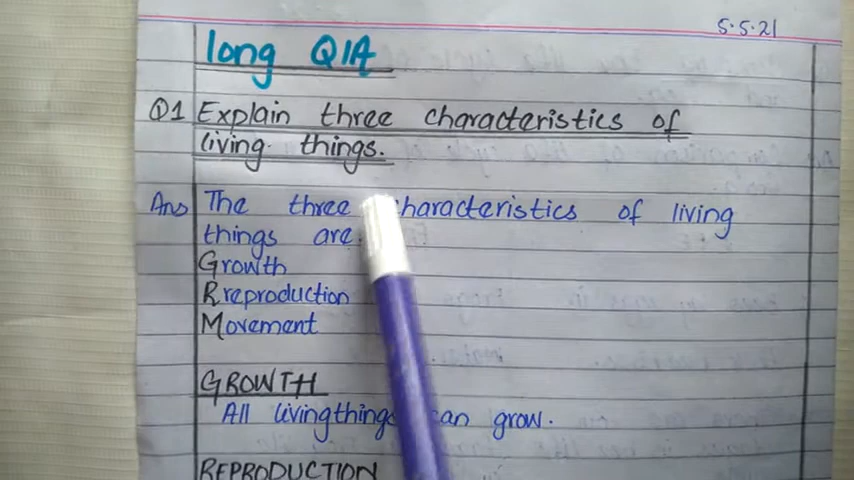 5.5.21
long Q1A
Q1 Explain three characteristics of
living things.
Ans The three characteristics of living
things are
Growth
Rreproduction
Movement
GROWTH
All livingthings can grow.
REPRODUCTION